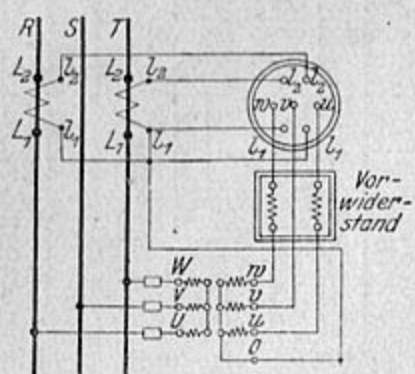 R S T
L2 l2 L2 l2 l2 l2
w v u
L1 l1 L1 l1 l1 l1
Vor-
wider-
stand
W w
V v
U u
0